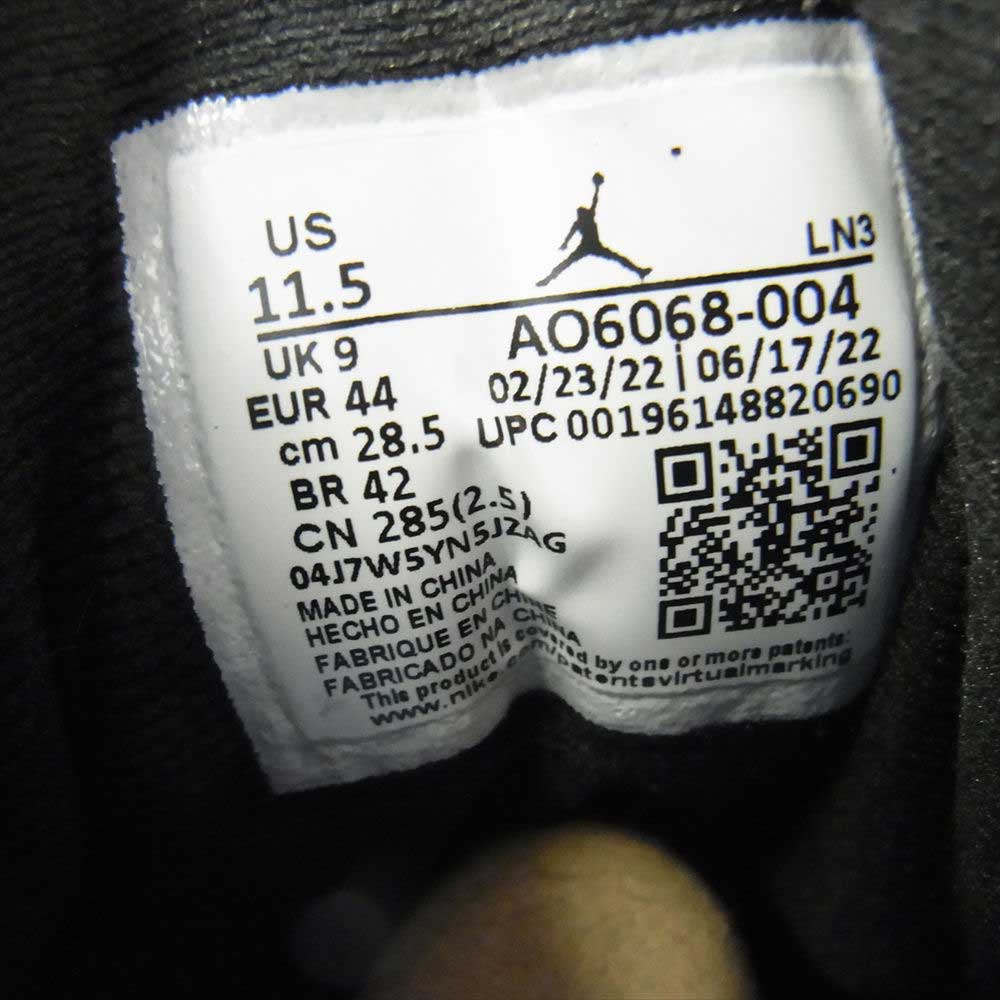 US
11.5
UK 9
EUR 44
cm 28.5
BR 42
CN 285(2.5)
04J7W5YN5JZAG
MADE IN CHINA
HECHO EN CHINA
FABRIQUE EN CHINE
FABRICADO NA CHINA
This product is covered by one or more patents:
www.nike.com/patentsvirtualmarking
LN3
AO6068-004
02/23/22 | 06/17/22
UPC 00196148820690